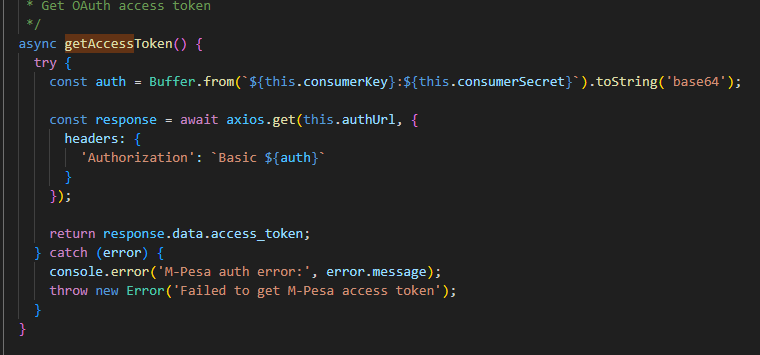 * Get OAuth access token
*/
async getAccessToken() {
try {
const auth = Buffer.from(`${this.consumerKey}:${this.consumerSecret}`).toString('base64');
const response = await axios.get(this.authUrl, {
headers: {
'Authorization': `Basic ${auth}`
}
});
return response.data.access_token;
} catch (error) {
console.error('M-Pesa auth error:', error.message);
throw new Error('Failed to get M-Pesa access token');
}
}